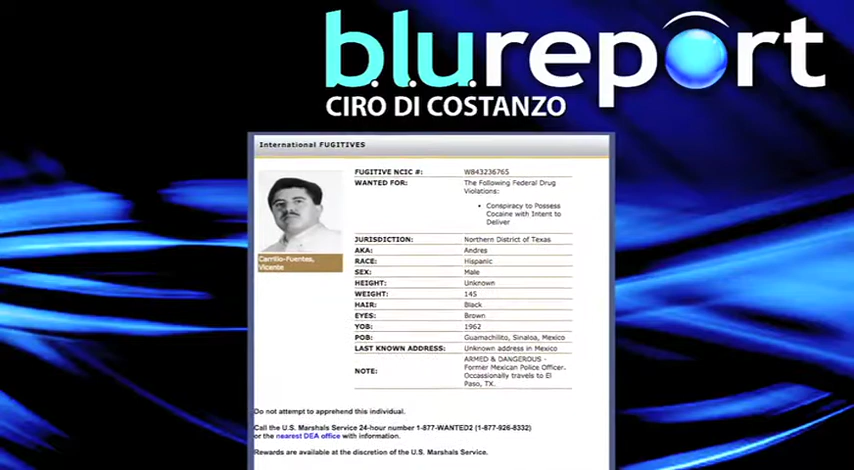 b.l.u.report
CIRO DI COSTANZO
International FUGITIVES
FUGITIVE NCIC #: W843236765
WANTED FOR: The Following Federal Drug
Violations:
• Conspiracy to Possess
Cocaine with Intent to
Deliver
JURISDICTION: Northern District of Texas
AKA: Andres
RACE: Hispanic
SEX: Male
HEIGHT: Unknown
WEIGHT: 145
HAIR: Black
EYES: Brown
YOB: 1962
POB: Guamachilito, Sinaloa, Mexico
LAST KNOWN ADDRESS: Unknown address in Mexico
NOTE: ARMED & DANGEROUS -
Former Mexican Police Officer.
Occassionally travels to El
Paso, TX.
Carrillo-Fuentes,
Vicente
Do not attempt to apprehend this individual.
Call the U.S. Marshals Service 24-hour number 1-877-WANTED2 (1-877-926-8332)
or the nearest DEA office with information.
Rewards are available at the discretion of the U.S. Marshals Service.